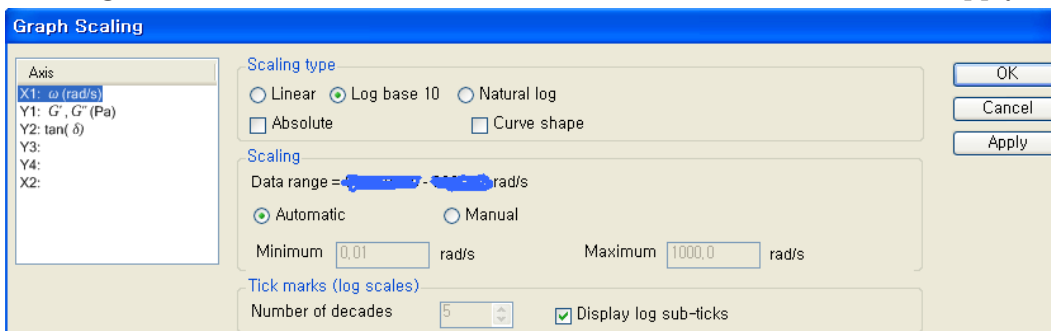 Graph Scaling
Axis
X1: ω (rad/s)
Y1: G', G" (Pa)
Y2: tan( δ)
Y3:
Y4:
X2:
Scaling type
Linear Log base 10 Natural log
Absolute Curve shape
Scaling
Data range = - rad/s
Automatic Manual
Minimum 0,01 rad/s Maximum 1000,0 rad/s
Tick marks (log scales)
Number of decades 5 Display log sub-ticks
OK
Cancel
Apply